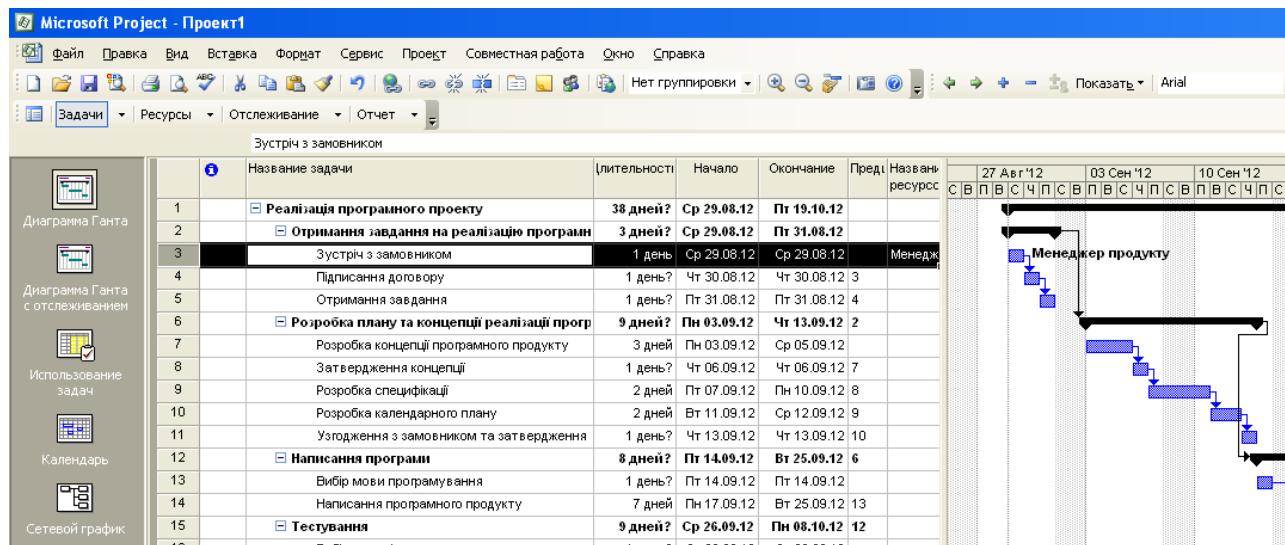 Microsoft Project - Проект1
Файл Правка Вид Вставка Формат Сервис Проект Совместная работа Окно Справка
Нет группировки Показать Arial
Задачи Ресурсы Отслеживание Отчет
Зустріч з замовником
Название задачи Длительності Начало Окончание Предц Названи
ресурсс
27 Авг '12 03 Сен '12 10 Сен '12
С В П В С Ч П С В П В С Ч П С В П В С Ч П С
1 Реалізація програмного проекту 38 дней? Ср 29.08.12 Пт 19.10.12
2 Отримання завдання на реалізацію програмн 3 дней? Ср 29.08.12 Пт 31.08.12
3 Зустріч з замовником 1 день Ср 29.08.12 Ср 29.08.12 Менедж Менеджер продукту
4 Підписання договору 1 день? Чт 30.08.12 Чт 30.08.12 3
5 Отримання завдання 1 день? Пт 31.08.12 Пт 31.08.12 4
6 Розробка плану та концепції реалізації прогр 9 дней? Пн 03.09.12 Чт 13.09.12 2
7 Розробка концепції програмного продукту 3 дней Пн 03.09.12 Ср 05.09.12
8 Затвердження концепції 1 день? Чт 06.09.12 Чт 06.09.12 7
9 Розробка специфікації 2 дней Пт 07.09.12 Пн 10.09.12 8
10 Розробка календарного плану 2 дней Вт 11.09.12 Ср 12.09.12 9
11 Узгодження з замовником та затвердження 1 день? Чт 13.09.12 Чт 13.09.12 10
12 Написання програми 8 дней? Пт 14.09.12 Вт 25.09.12 6
13 Вибір мови програмування 1 день? Пт 14.09.12 Пт 14.09.12
14 Написання програмного продукту 7 дней Пн 17.09.12 Вт 25.09.12 13
15 Тестування 9 дней? Ср 26.09.12 Пн 08.10.12 12
Диаграмма Ганта
Диаграмма Ганта
с отслеживанием
Использование
задач
Календарь
Сетевой график